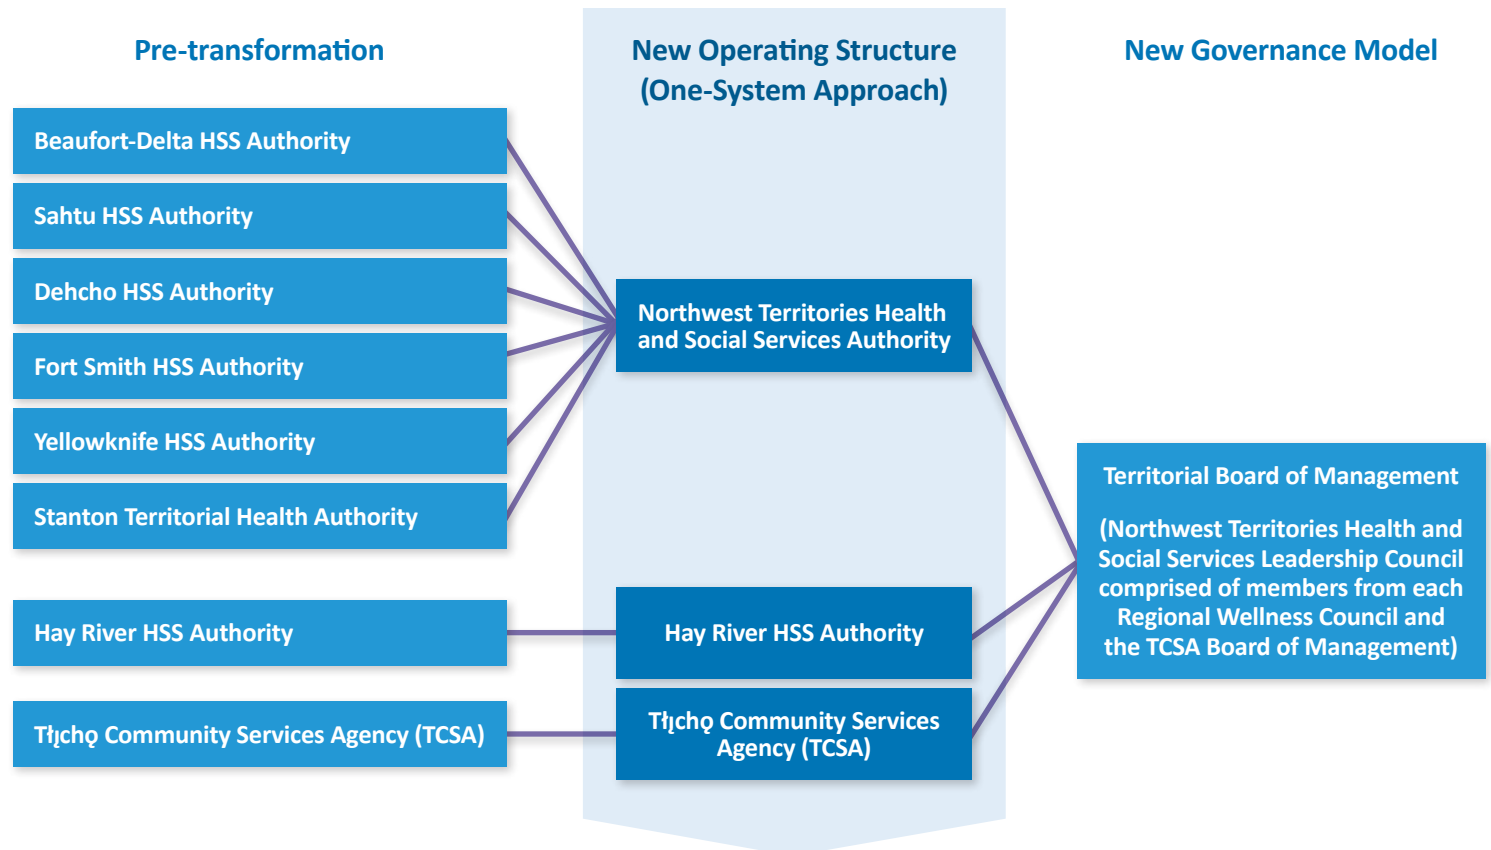 Pre-transformation
New Operating Structure
(One-System Approach)
New Governance Model
Beaufort-Delta HSS Authority
Sahtu HSS Authority
Dehcho HSS Authority
Fort Smith HSS Authority
Yellowknife HSS Authority
Stanton Territorial Health Authority
Hay River HSS Authority
Tłı̨chǫ Community Services Agency (TCSA)
Northwest Territories Health
and Social Services Authority
Hay River HSS Authority
Tłı̨chǫ Community Services
Agency (TCSA)
Territorial Board of Management
(Northwest Territories Health and
Social Services Leadership Council
comprised of members from each
Regional Wellness Council and
the TCSA Board of Management)